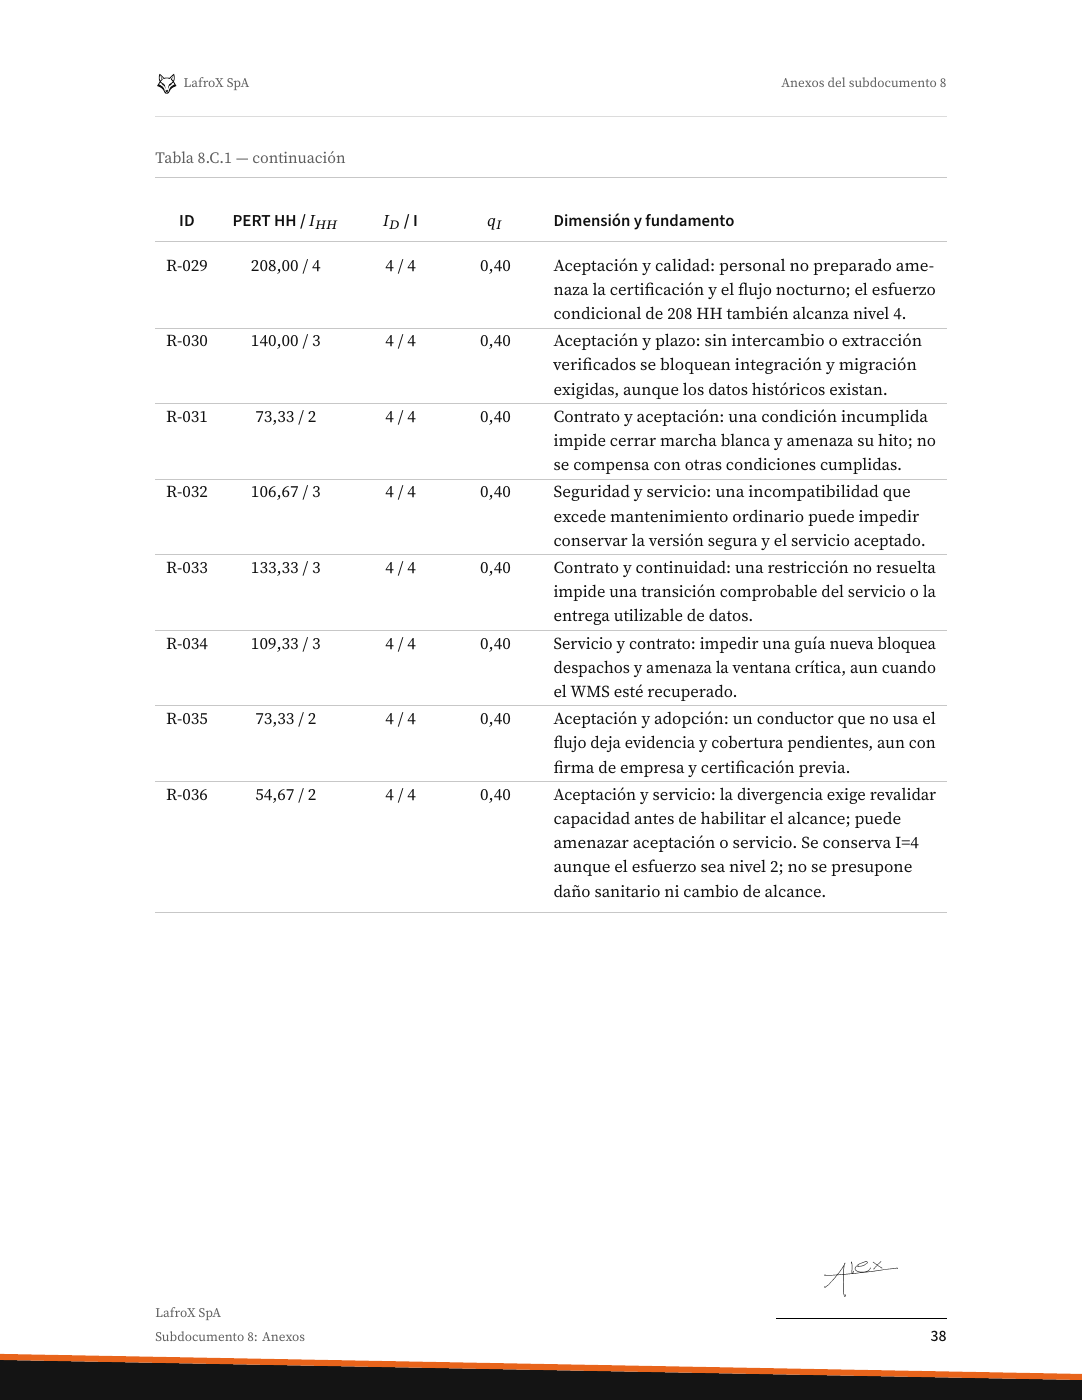 LafroX SpA
Anexos del subdocumento 8
Tabla 8.C.1 — continuación
ID PERT HH / I_HH I_D / I q_I Dimensión y fundamento
R-029 208,00 / 4 4 / 4 0,40 Aceptación y calidad: personal no preparado ame-
naza la certificación y el flujo nocturno; el esfuerzo
condicional de 208 HH también alcanza nivel 4.
R-030 140,00 / 3 4 / 4 0,40 Aceptación y plazo: sin intercambio o extracción
verificados se bloquean integración y migración
exigidas, aunque los datos históricos existan.
R-031 73,33 / 2 4 / 4 0,40 Contrato y aceptación: una condición incumplida
impide cerrar marcha blanca y amenaza su hito; no
se compensa con otras condiciones cumplidas.
R-032 106,67 / 3 4 / 4 0,40 Seguridad y servicio: una incompatibilidad que
excede mantenimiento ordinario puede impedir
conservar la versión segura y el servicio aceptado.
R-033 133,33 / 3 4 / 4 0,40 Contrato y continuidad: una restricción no resuelta
impide una transición comprobable del servicio o la
entrega utilizable de datos.
R-034 109,33 / 3 4 / 4 0,40 Servicio y contrato: impedir una guía nueva bloquea
despachos y amenaza la ventana crítica, aun cuando
el WMS esté recuperado.
R-035 73,33 / 2 4 / 4 0,40 Aceptación y adopción: un conductor que no usa el
flujo deja evidencia y cobertura pendientes, aun con
firma de empresa y certificación previa.
R-036 54,67 / 2 4 / 4 0,40 Aceptación y servicio: la divergencia exige revalidar
capacidad antes de habilitar el alcance; puede
amenazar aceptación o servicio. Se conserva I=4
aunque el esfuerzo sea nivel 2; no se presupone
daño sanitario ni cambio de alcance.
Alex
LafroX SpA
Subdocumento 8: Anexos
38